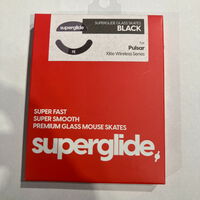 SUPERGLIDE GLASS SKATES
BLACK
superglide
for
Pulsar
Xlite Wireless Series
SUPER FAST
SUPER SMOOTH
PREMIUM GLASS MOUSE SKATES
superglide